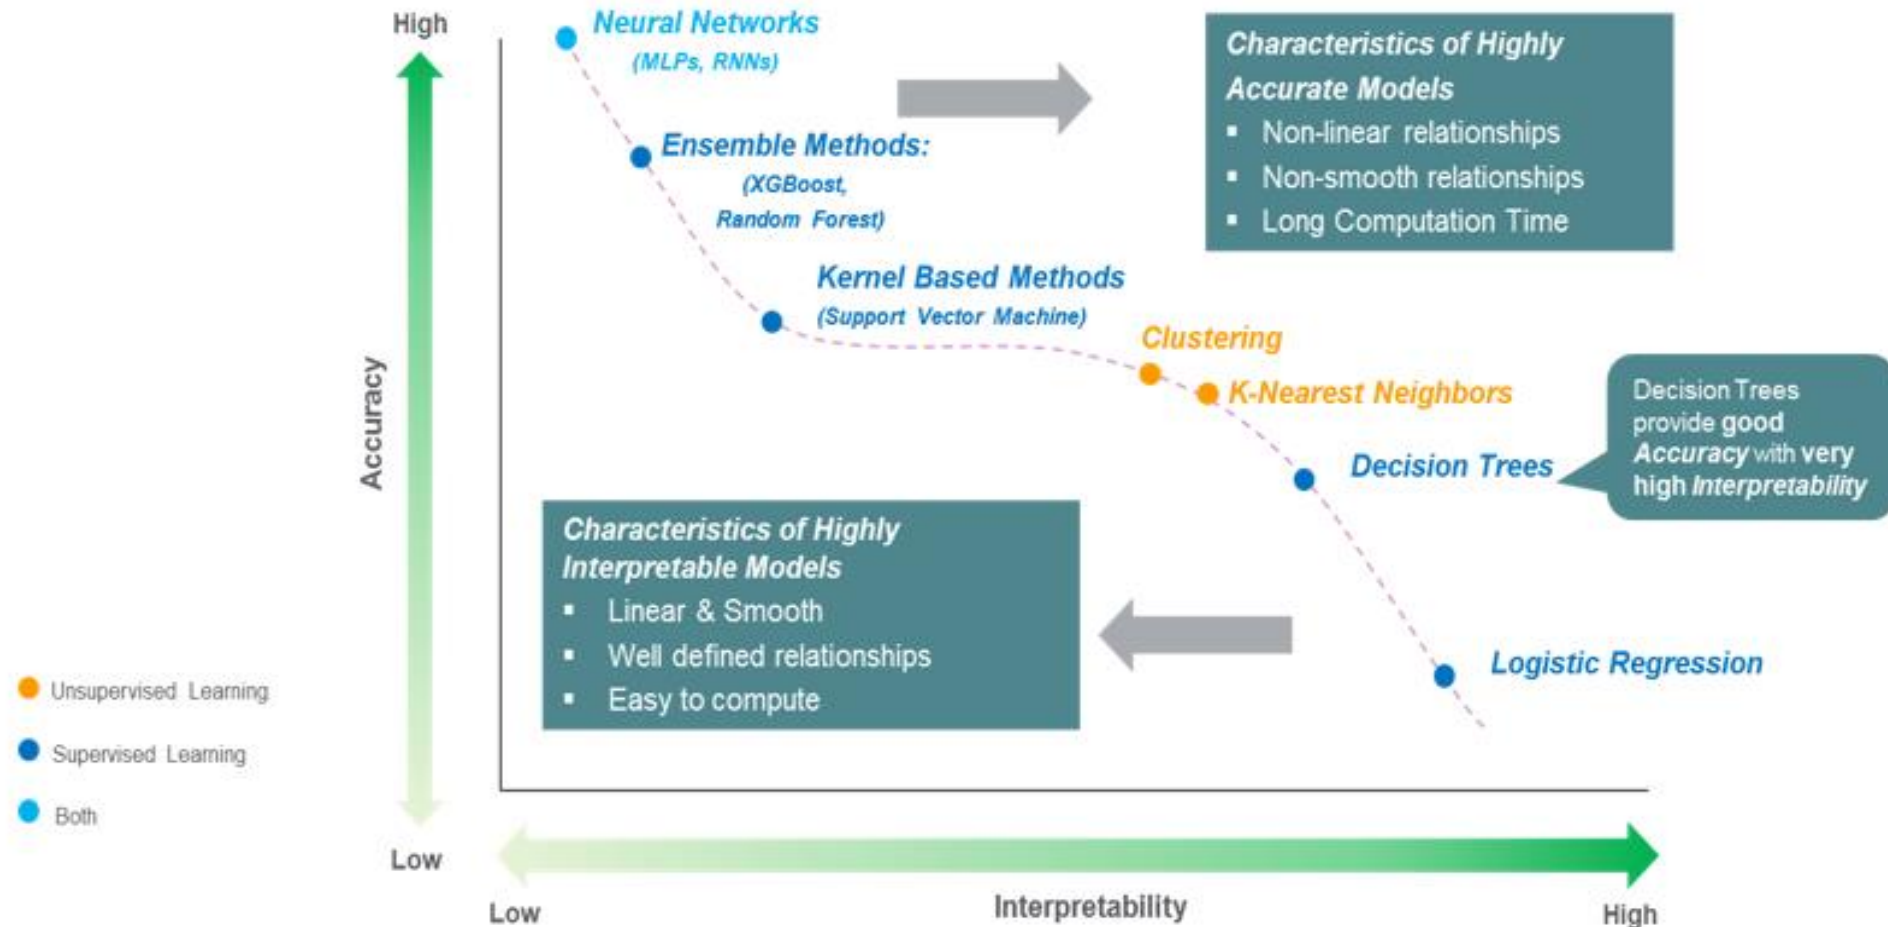 High
Neural Networks
(MLPs, RNNs)
Ensemble Methods:
(XGBoost,
Random Forest)
Kernel Based Methods
(Support Vector Machine)
Characteristics of Highly
Accurate Models
▪ Non-linear relationships
▪ Non-smooth relationships
▪ Long Computation Time
Clustering
K-Nearest Neighbors
Decision Trees
Decision Trees
provide good
Accuracy with very
high Interpretability
Accuracy
Characteristics of Highly
Interpretable Models
▪ Linear & Smooth
▪ Well defined relationships
▪ Easy to compute
Logistic Regression
Unsupervised Learning
Supervised Learning
Both
Low
Low
Interpretability
High